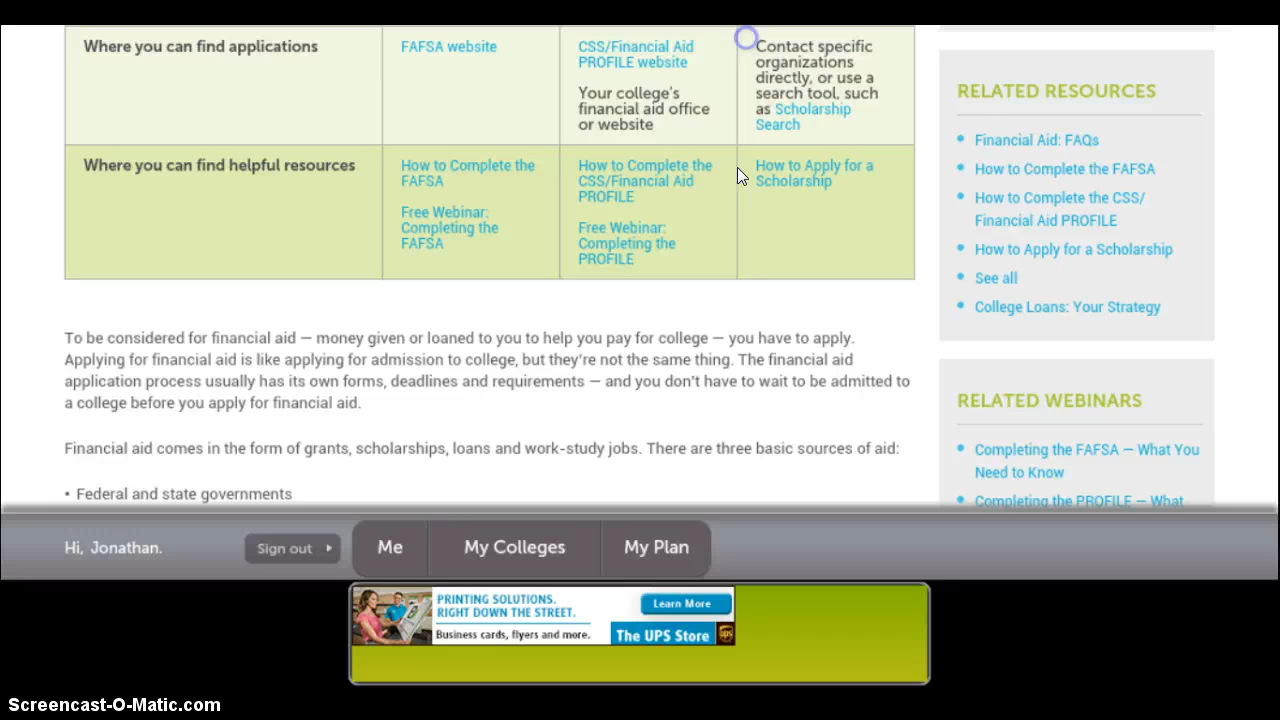 Where you can find applications
FAFSA website
CSS/Financial Aid
PROFILE website
Your college's
financial aid office
or website
Contact specific
organizations
directly, or use a
search tool, such
as Scholarship
Search
Where you can find helpful resources
How to Complete the
FAFSA
Free Webinar:
Completing the
FAFSA
How to Complete the
CSS/Financial Aid
PROFILE
Free Webinar:
Completing the
PROFILE
How to Apply for a
Scholarship
To be considered for financial aid — money given or loaned to you to help you pay for college — you have to apply.
Applying for financial aid is like applying for admission to college, but they're not the same thing. The financial aid
application process usually has its own forms, deadlines and requirements — and you don't have to wait to be admitted to
a college before you apply for financial aid.
Financial aid comes in the form of grants, scholarships, loans and work-study jobs. There are three basic sources of aid:
• Federal and state governments
RELATED RESOURCES
• Financial Aid: FAQs
• How to Complete the FAFSA
• How to Complete the CSS/
Financial Aid PROFILE
• How to Apply for a Scholarship
• See all
• College Loans: Your Strategy
RELATED WEBINARS
• Completing the FAFSA — What You
Need to Know
• Completing the PROFILE — What
Hi, Jonathan.
Sign out
Me
My Colleges
My Plan
PRINTING SOLUTIONS.
RIGHT DOWN THE STREET.
Business cards, flyers and more.
Learn More
The UPS Store
ups
Screencast-O-Matic.com